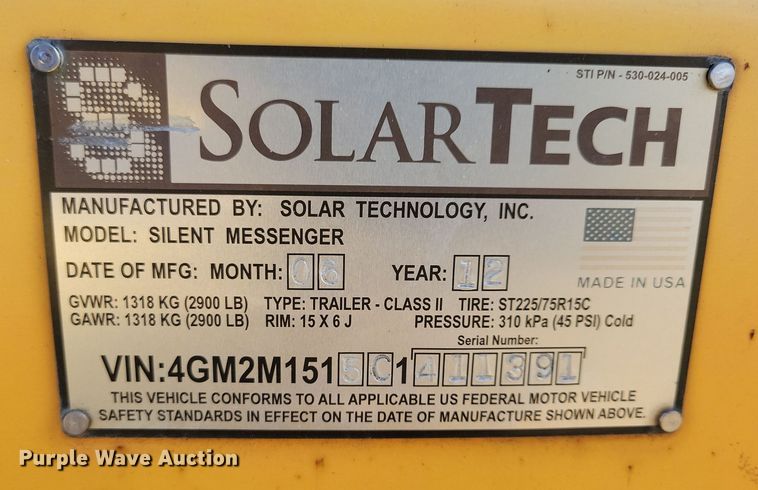 STI P/N - 530-024-005
SOLARTECH
MANUFACTURED BY: SOLAR TECHNOLOGY, INC.
MODEL: SILENT MESSENGER
DATE OF MFG: MONTH: 06 YEAR: 12
MADE IN USA
GVWR: 1318 KG (2900 LB) TYPE: TRAILER - CLASS II TIRE: ST225/75R15C
GAWR: 1318 KG (2900 LB) RIM: 15 X 6 J PRESSURE: 310 kPa (45 PSI) Cold
Serial Number:
VIN:4GM2M1515C1411391
THIS VEHICLE CONFORMS TO ALL APPLICABLE US FEDERAL MOTOR VEHICLE
SAFETY STANDARDS IN EFFECT ON THE DATE OF MANUFACTURE SHOWN ABOVE.
Purple Wave Auction